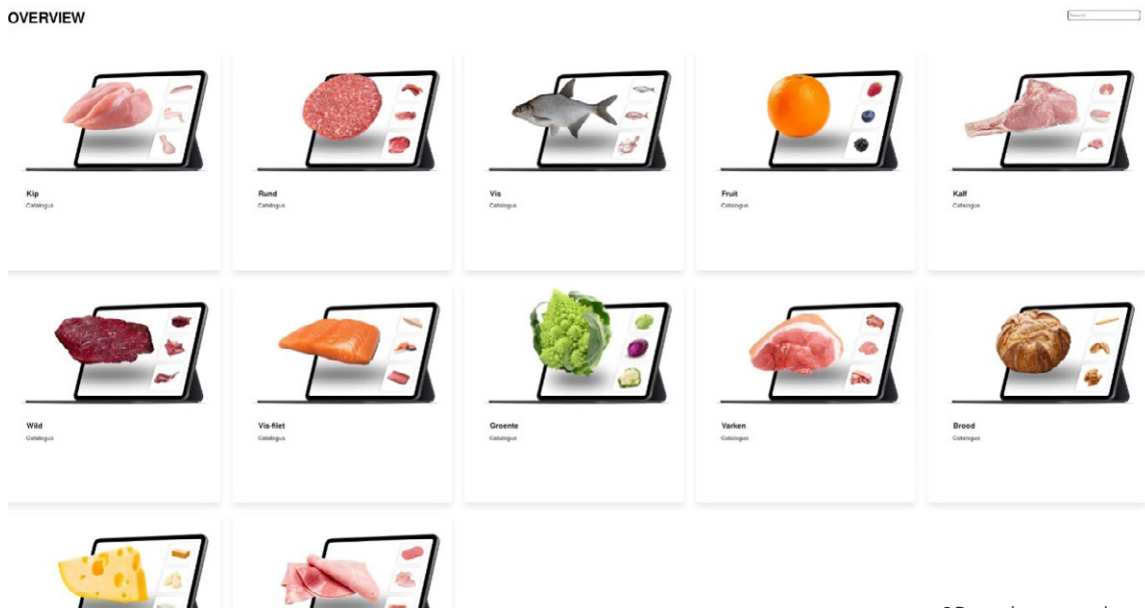 OVERVIEW
Search
Kip
Catalogus
Rund
Catalogus
Vis
Catalogus
Fruit
Catalogus
Kalf
Catalogus
Wild
Catalogus
Vis-filet
Catalogus
Groente
Catalogus
Varken
Catalogus
Brood
Catalogus